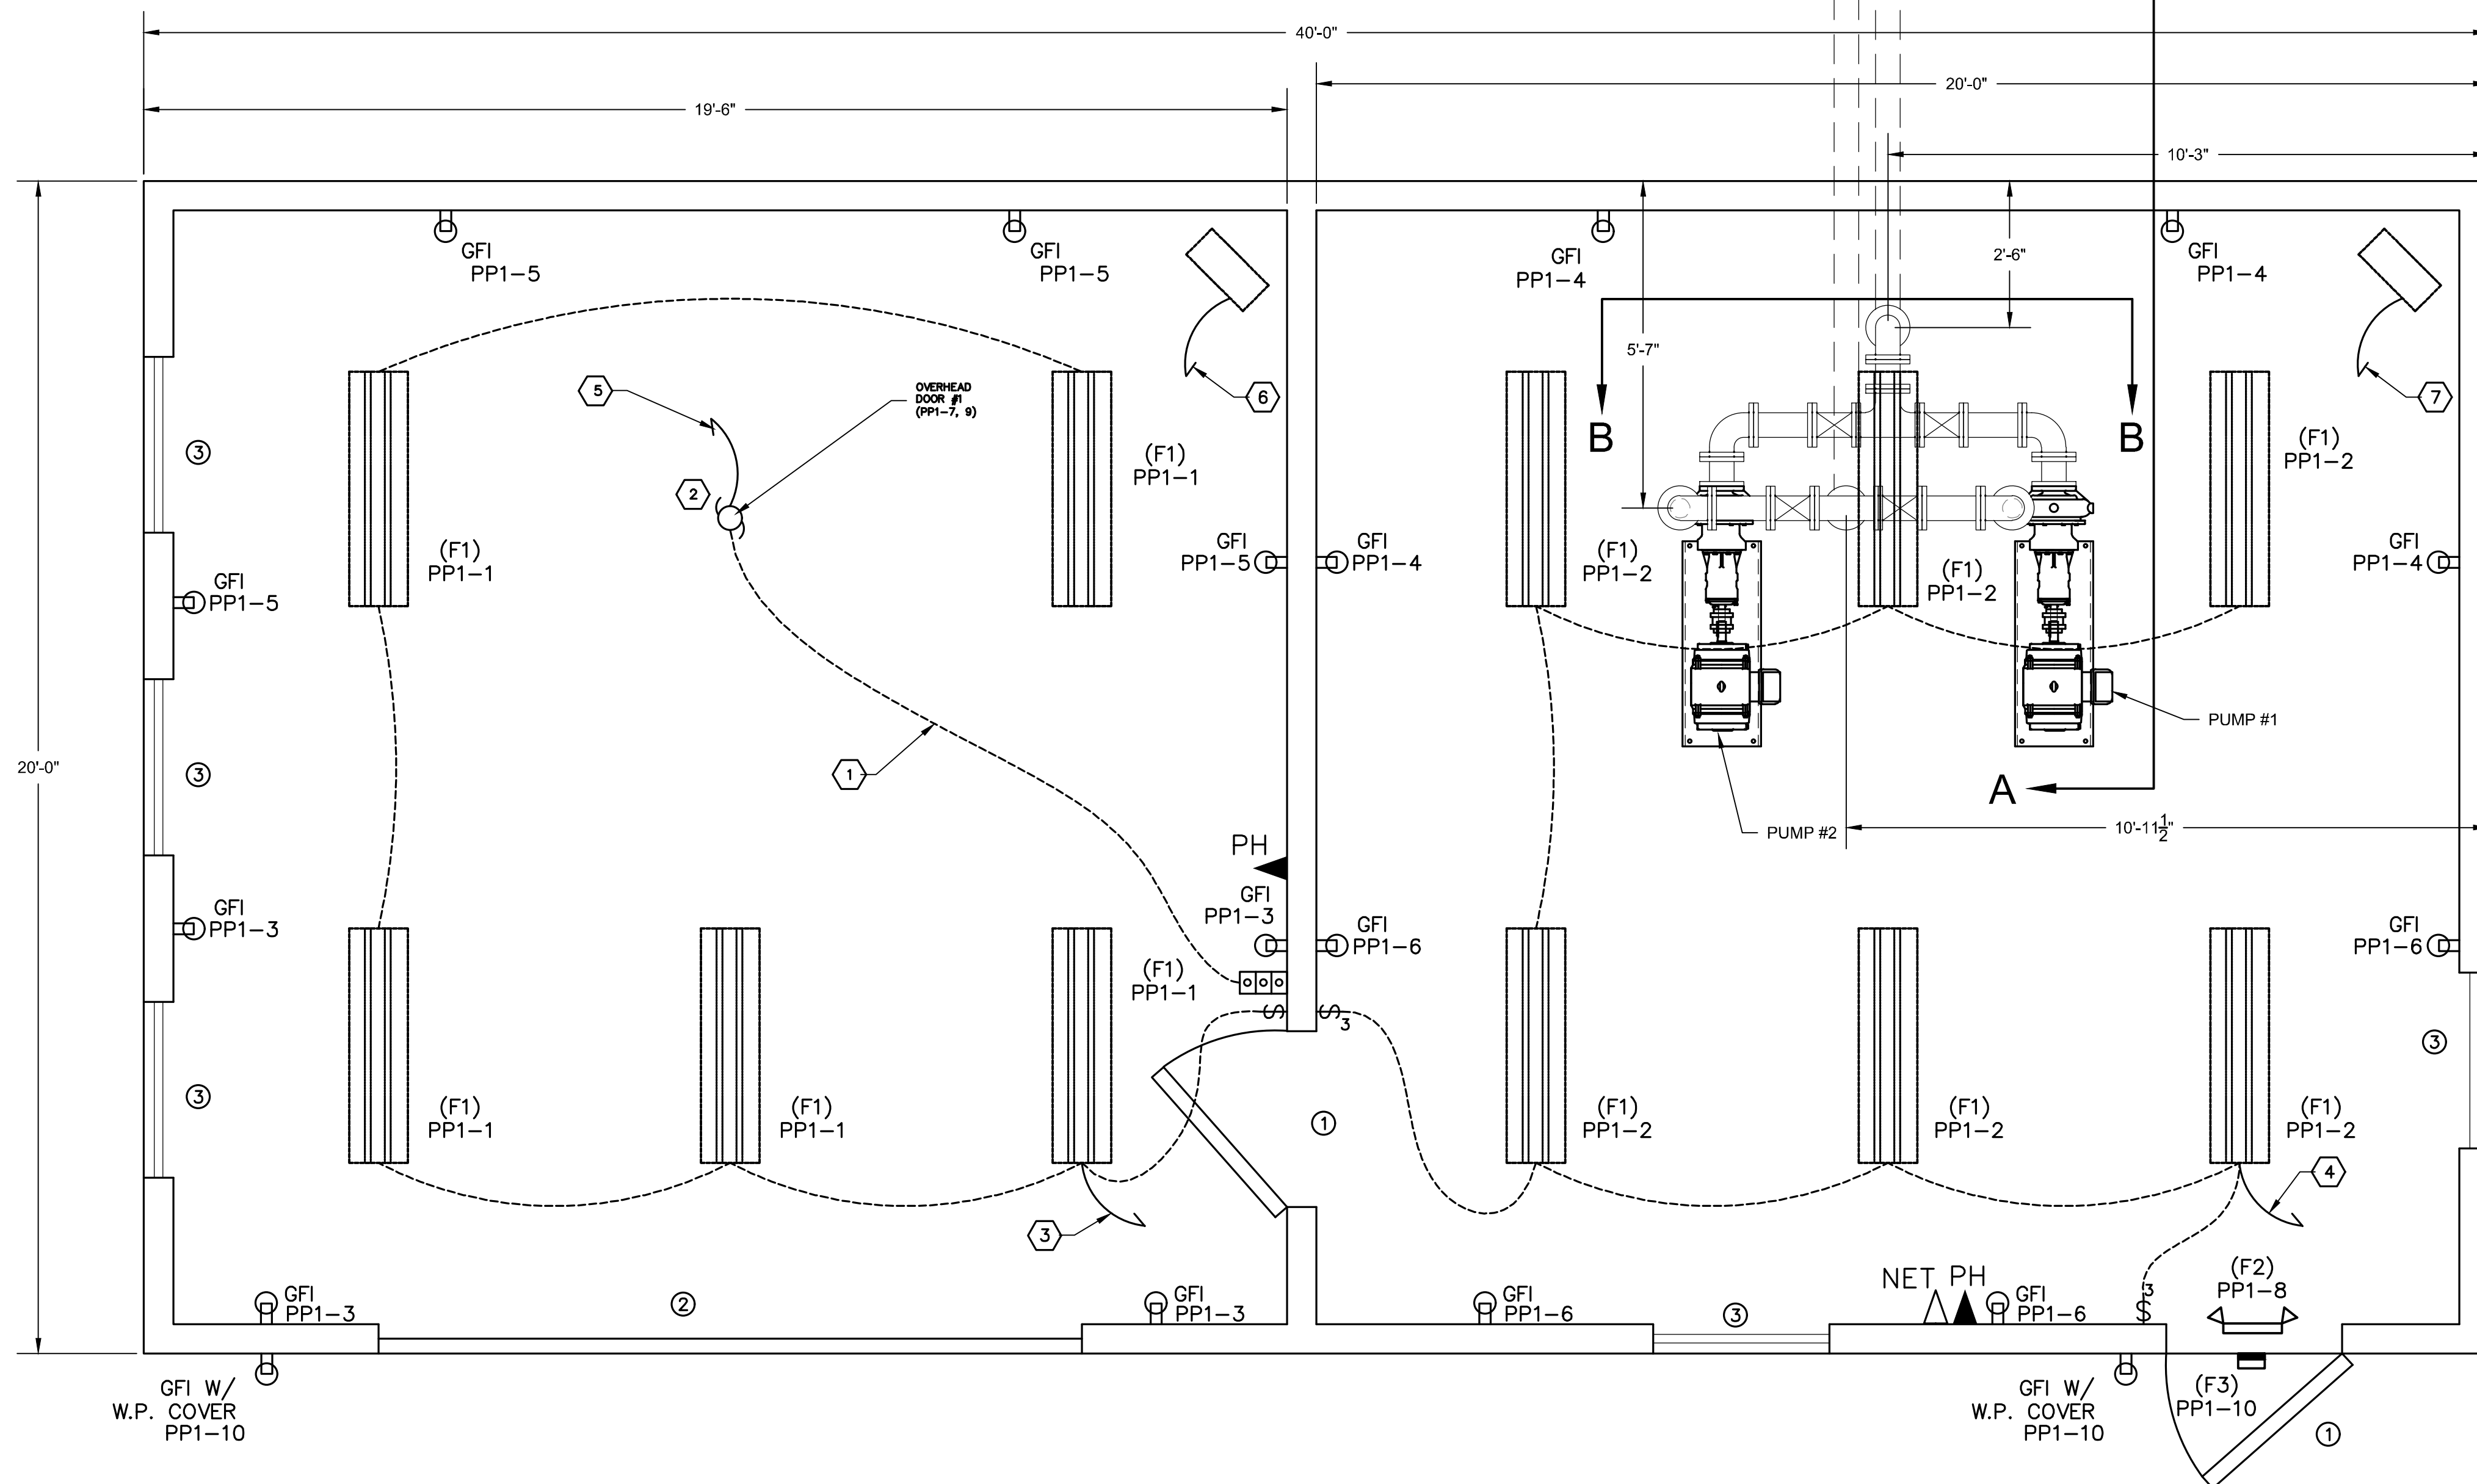 40'-0"
20'-0"
19'-6"
10'-3"
GFI
PP1-5
GFI
PP1-5
GFI
PP1-4
GFI
PP1-4
2'-6"
5'-7"
5
OVERHEAD
DOOR #1
(PP1-7, 9)
6
7
B
B
3
(F1)
PP1-1
(F1)
PP1-2
2
GFI
PP1-5
GFI
PP1-4
(F1)
PP1-1
(F1)
PP1-2
(F1)
PP1-2
GFI
PP1-4
GFI
PP1-5
PUMP #1
20'-0"
3
1
A
PUMP #2
10'-11 1/2"
PH
GFI
PP1-3
GFI
PP1-3
GFI
PP1-6
GFI
PP1-6
(F1)
PP1-1
S
S3
3
3
(F1)
PP1-1
(F1)
PP1-1
1
(F1)
PP1-2
(F1)
PP1-2
(F1)
PP1-2
4
3
GFI
PP1-3
2
GFI
PP1-3
GFI
PP1-6
3
NET PH
GFI
PP1-6
S3
(F2)
PP1-8
GFI W/
W.P. COVER
PP1-10
GFI W/
W.P. COVER
PP1-10
(F3)
PP1-10
1